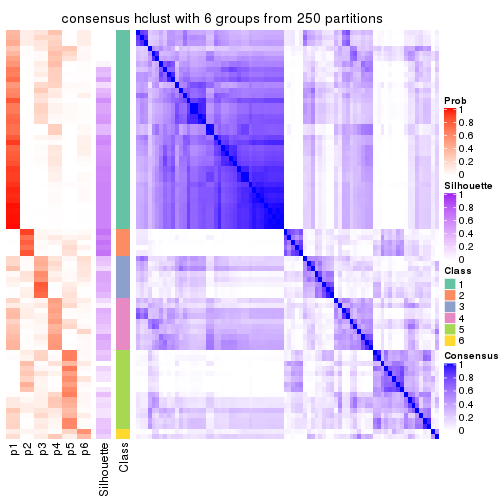 consensus hclust with 6 groups from 250 partitions
Prob
1
0.8
0.6
0.4
0.2
0
Silhouette
1
0.8
0.6
0.4
0.2
0
Class
1
2
3
4
5
6
Consensus
1
0.8
0.6
0.4
0.2
0
p1
p2
p3
p4
p5
p6
Silhouette
Class